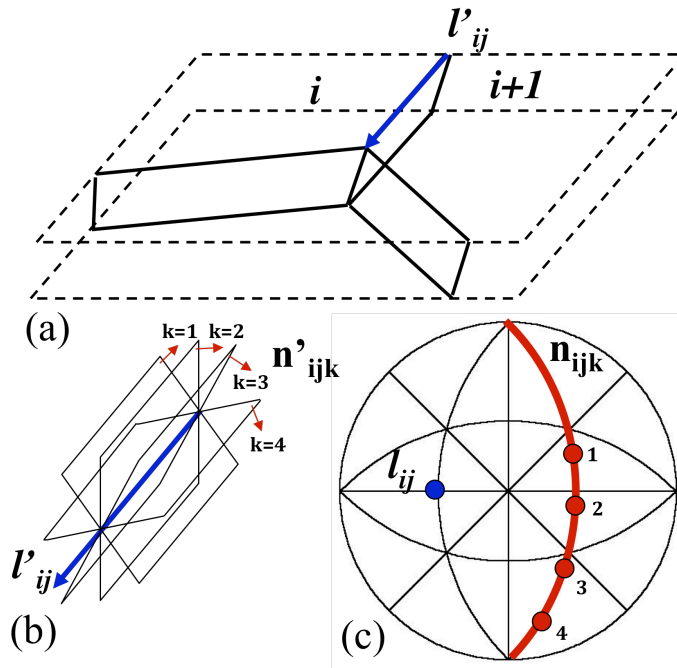 l'ij
i
i+1
(a)
k=1 k=2
n'ijk
k=3
k=4
l'ij
(b)
nijk
1
lij
2
3
4
(c)